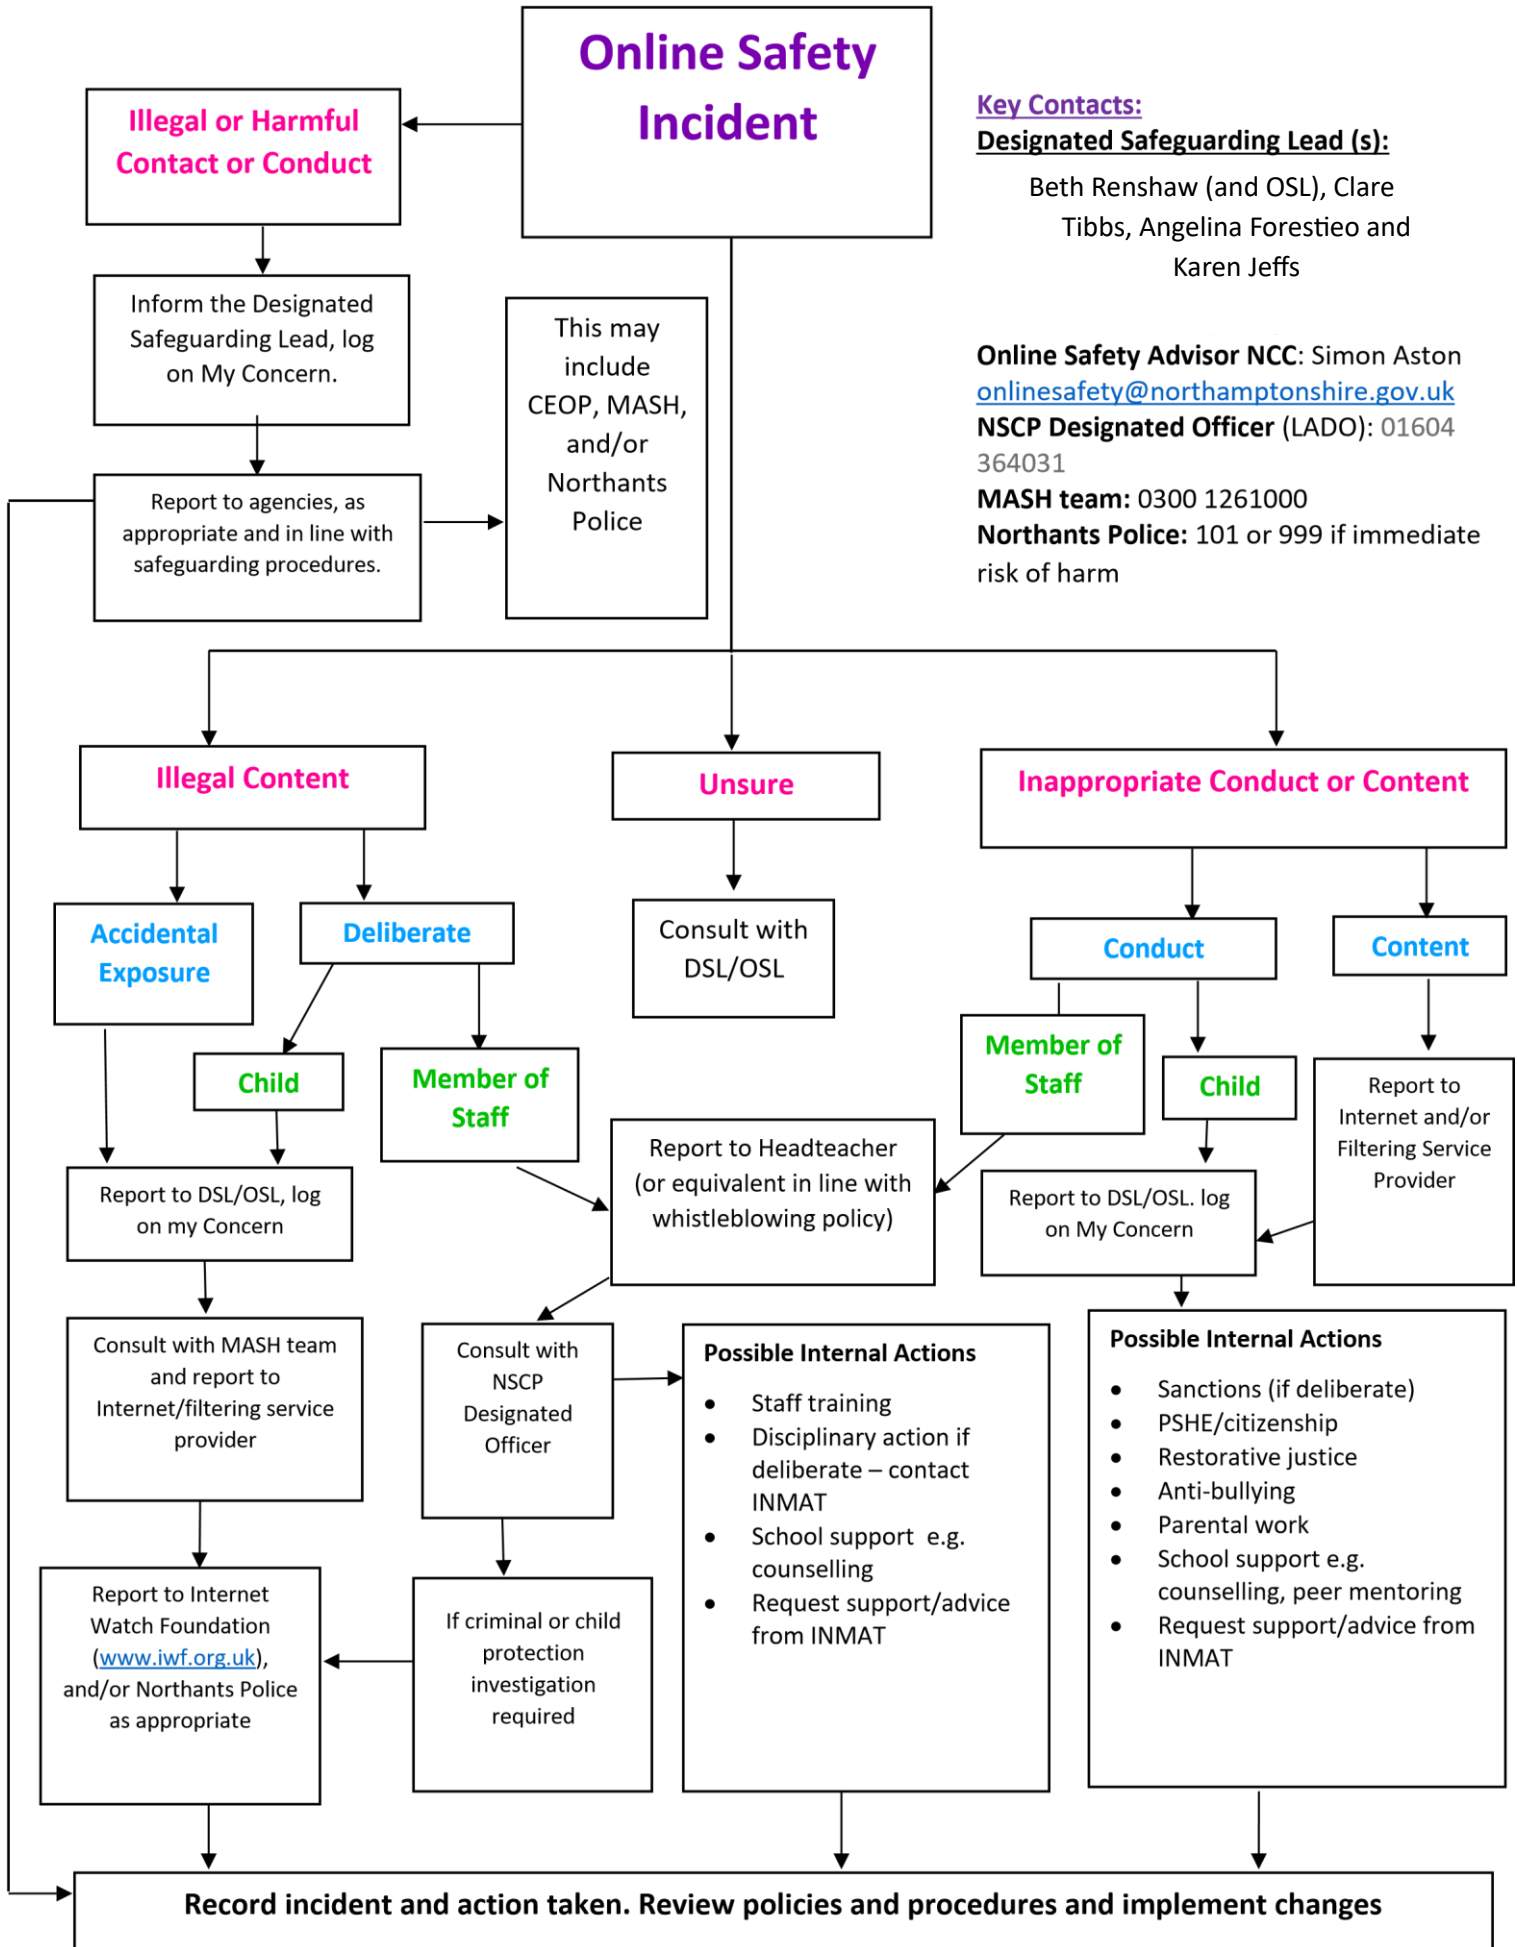 Online Safety
Incident
Illegal or Harmful
Contact or Conduct
Key Contacts:
Designated Safeguarding Lead (s):
Beth Renshaw (and OSL), Clare
Tibbs, Angelina Forestieo and
Karen Jeffs
Online Safety Advisor NCC: Simon Aston
onlinesafety@northamptonshire.gov.uk
NSCP Designated Officer (LADO): 01604
364031
MASH team: 0300 1261000
Northants Police: 101 or 999 if immediate
risk of harm
Inform the Designated
Safeguarding Lead, log
on My Concern.
This may
include
CEOP, MASH,
and/or
Northants
Police
Report to agencies, as
appropriate and in line with
safeguarding procedures.
Illegal Content
Unsure
Inappropriate Conduct or Content
Accidental
Exposure
Deliberate
Consult with
DSL/OSL
Conduct
Content
Child
Member of
Staff
Member of
Staff
Child
Report to
Internet and/or
Filtering Service
Provider
Report to DSL/OSL, log
on my Concern
Report to Headteacher
(or equivalent in line with
whistleblowing policy)
Report to DSL/OSL. log
on My Concern
Consult with MASH team
and report to
Internet/filtering service
provider
Consult with
NSCP
Designated
Officer
Possible Internal Actions
• Staff training
• Disciplinary action if
deliberate – contact
INMAT
• School support e.g.
counselling
• Request support/advice
from INMAT
Possible Internal Actions
• Sanctions (if deliberate)
• PSHE/citizenship
• Restorative justice
• Anti-bullying
• Parental work
• School support e.g.
counselling, peer mentoring
• Request support/advice from
INMAT
Report to Internet
Watch Foundation
(www.iwf.org.uk),
and/or Northants Police
as appropriate
If criminal or child
protection
investigation
required
Record incident and action taken. Review policies and procedures and implement changes